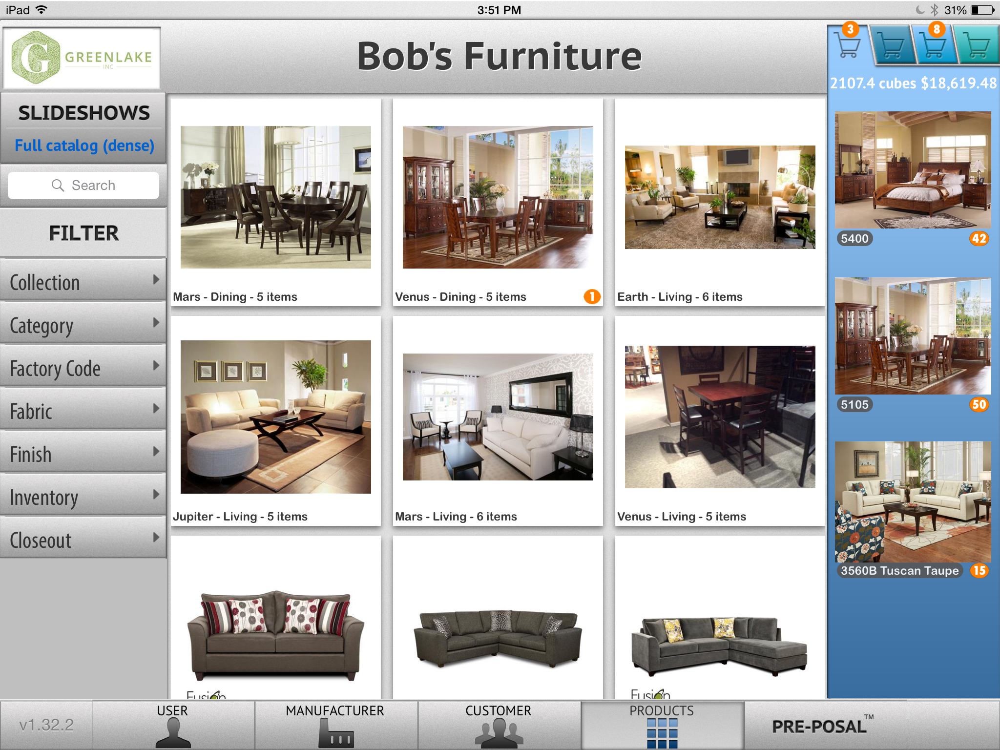 iPad
3:51 PM
31%
G
GREENLAKE
INC
Bob's Furniture
3
8
2107.4 cubes $18,619.48
SLIDESHOWS
Full catalog (dense)
Search
FILTER
Collection
Category
Factory Code
Fabric
Finish
Inventory
Closeout
Mars - Dining - 5 items
Venus - Dining - 5 items
1
Earth - Living - 6 items
Jupiter - Living - 5 items
Mars - Living - 6 items
Venus - Living - 5 items
Fusion
Fusion
5400
42
5105
50
3560B Tuscan Taupe
15
v1.32.2
USER
MANUFACTURER
CUSTOMER
PRODUCTS
PRE-POSAL™